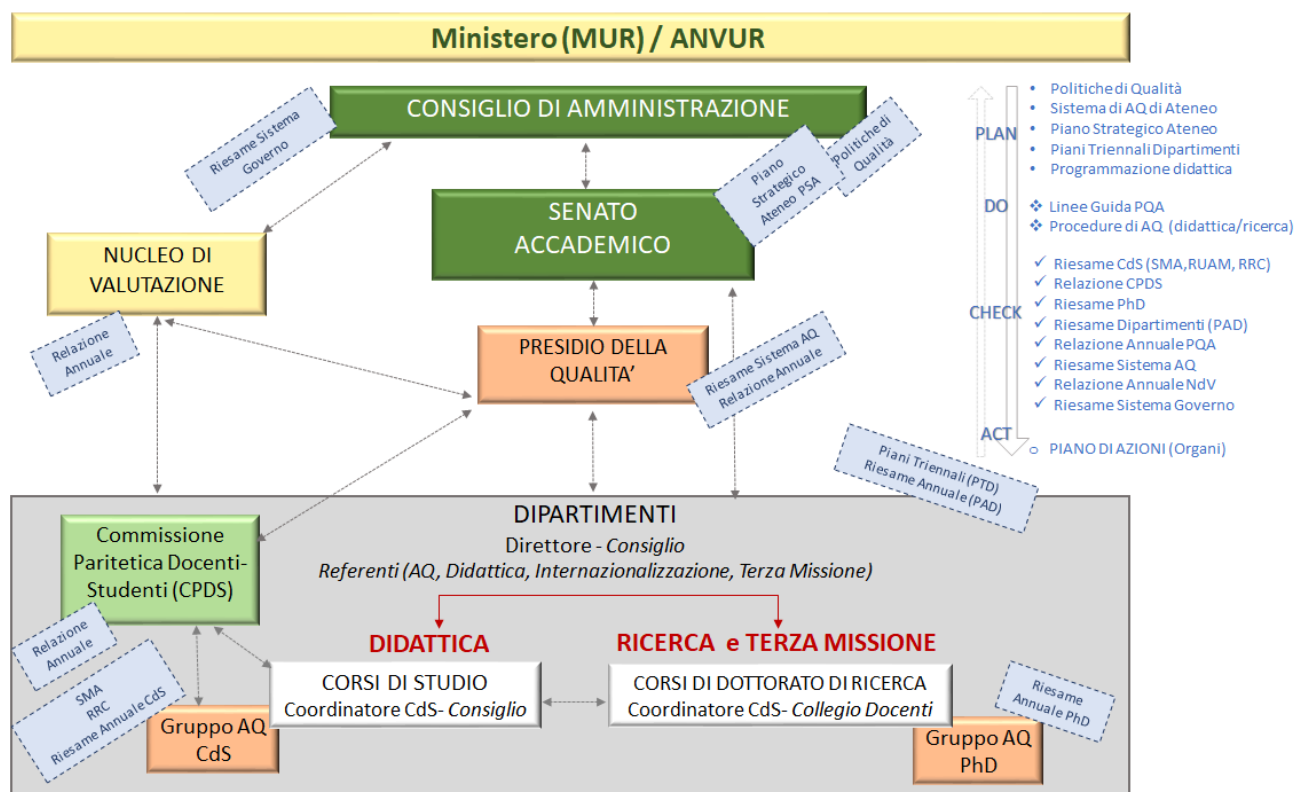 Ministero (MUR) / ANVUR
CONSIGLIO DI AMMINISTRAZIONE
Riesame Sistema
Governo
Politiche di
Qualità
Piano
Strategico
Ateneo PSA
SENATO
ACCADEMICO
NUCLEO DI
VALUTAZIONE
Relazione
Annuale
PRESIDIO DELLA
QUALITA’
Riesame Sistema AQ
Relazione Annuale
PLAN
• Politiche di Qualità
• Sistema di AQ di Ateneo
• Piano Strategico Ateneo
• Piani Triennali Dipartimenti
• Programmazione didattica
DO
❖ Linee Guida PQA
❖ Procedure di AQ (didattica/ricerca)
CHECK
✓ Riesame CdS (SMA,RUAM, RRC)
✓ Relazione CPDS
✓ Riesame PhD
✓ Riesame Dipartimenti (PAD)
✓ Relazione Annuale PQA
✓ Riesame Sistema AQ
✓ Relazione Annuale NdV
✓ Riesame Sistema Governo
ACT
o PIANO DI AZIONI (Organi)
Piani Triennali (PTD)
Riesame Annuale (PAD)
DIPARTIMENTI
Direttore - Consiglio
Referenti (AQ, Didattica, Internazionalizzazione, Terza Missione)
Commissione
Paritetica Docenti-
Studenti (CPDS)
Relazione
Annuale
SMA
RRC
Riesame Annuale CdS
DIDATTICA
RICERCA e TERZA MISSIONE
CORSI DI STUDIO
Coordinatore CdS- Consiglio
CORSI DI DOTTORATO DI RICERCA
Coordinatore CdS- Collegio Docenti
Riesame
Annuale PhD
Gruppo AQ
CdS
Gruppo AQ
PhD